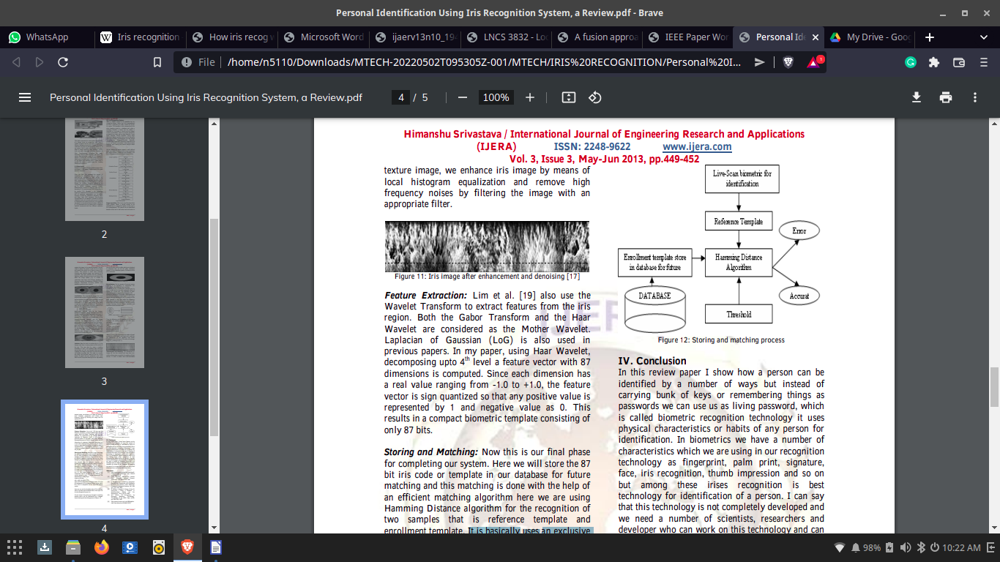 Personal Identification Using Iris Recognition System, a Review.pdf - Brave
WhatsApp
Iris recognition
How iris recog
Microsoft Word
ijaerv13n10_19
LNCS 3832 - Lo
A fusion approa
IEEE Paper Wor
Personal Id
My Drive - Goog
File
/home/n5110/Downloads/MTECH-20220502T095305Z-001/MTECH/IRIS%20RECOGNITION/Personal%20I...
1
Personal Identification Using Iris Recognition System, a Review.pdf
4 / 5
100%
2
3
4
Himanshu Srivastava / International Journal of Engineering Research and Applications
(IJERA) ISSN: 2248-9622 www.ijera.com
Vol. 3, Issue 3, May-Jun 2013, pp.449-452
texture image, we enhance iris image by means of
local histogram equalization and remove high
frequency noises by filtering the image with an
appropriate filter.
Figure 11: Iris image after enhancement and denoising [17]
Feature Extraction: Lim et al. [19] also use the
Wavelet Transform to extract features from the iris
region. Both the Gabor Transform and the Haar
Wavelet are considered as the Mother Wavelet.
Laplacian of Gaussian (LoG) is also used in
previous papers. In my paper, using Haar Wavelet,
decomposing upto 4th level a feature vector with 87
dimensions is computed. Since each dimension has
a real value ranging from -1.0 to +1.0, the feature
vector is sign quantized so that any positive value is
represented by 1 and negative value as 0. This
results in a compact biometric template consisting of
only 87 bits.
Storing and Matching: Now this is our final phase
for completing our system. Here we will store the 87
bit iris code or template in our database for future
matching and this matching is done with the help of
an efficient matching algorithm here we are using
Hamming Distance algorithm for the recognition of
two samples that is reference template and
enrollment template. It is basically uses an exclusive
Live-Scan biometric for
identification
Reference Template
Error
Enrollment template store
in database for future
Hamming Distance
Algorithm
DATABASE
Accurat
Threshold
Figure 12: Storing and matching process
IV. Conclusion
In this review paper I show how a person can be
identified by a number of ways but instead of
carrying bunk of keys or remembering things as
passwords we can use us as living password, which
is called biometric recognition technology it uses
physical characteristics or habits of any person for
identification. In biometrics we have a number of
characteristics which we are using in our recognition
technology as fingerprint, palm print, signature,
face, iris recognition, thumb impression and so on
but among these irises recognition is best
technology for identification of a person. I can say
that this technology is not completely developed and
we need a number of scientists, researchers and
developer who can work on this technology and can
98%
10:22 AM